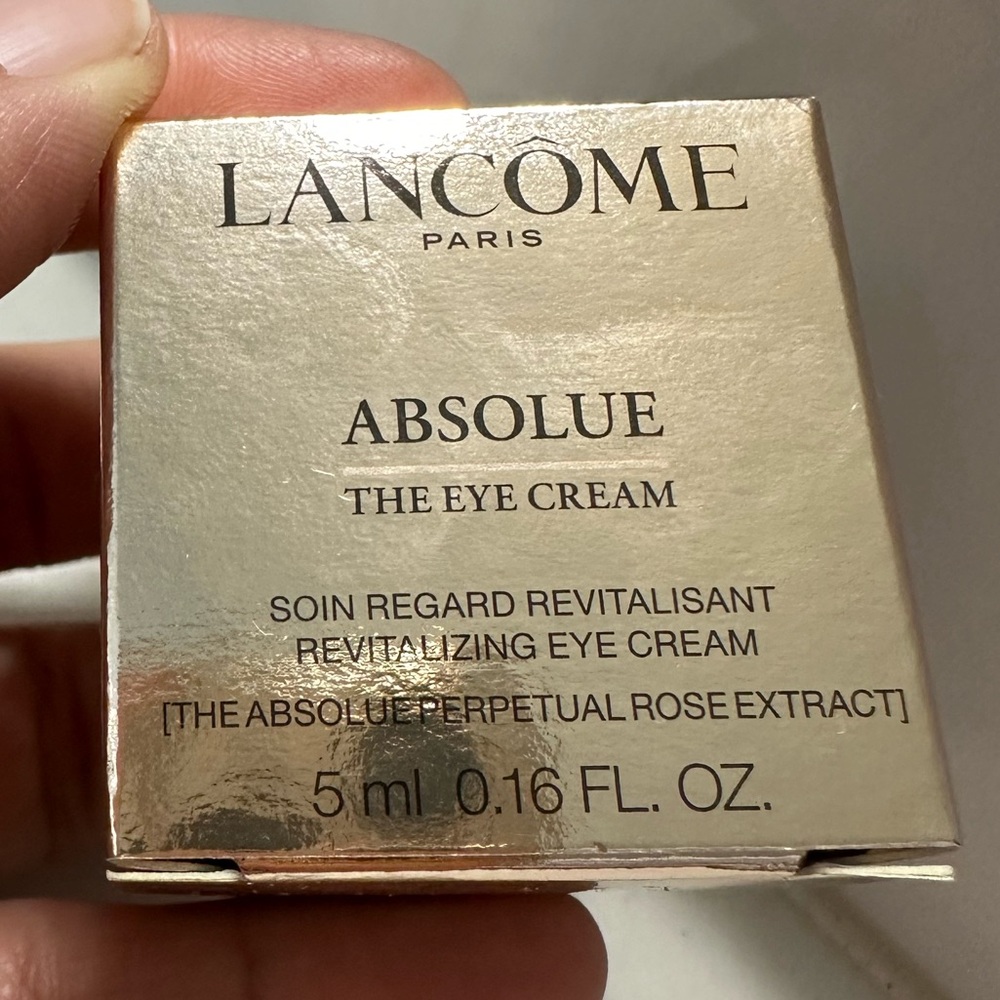 LANCÔME
PARIS
ABSOLUE
THE EYE CREAM
SOIN REGARD REVITALISANT
REVITALIZING EYE CREAM
[THE ABSOLUE PERPETUAL ROSE EXTRACT]
5 ml 0.16 FL. OZ.